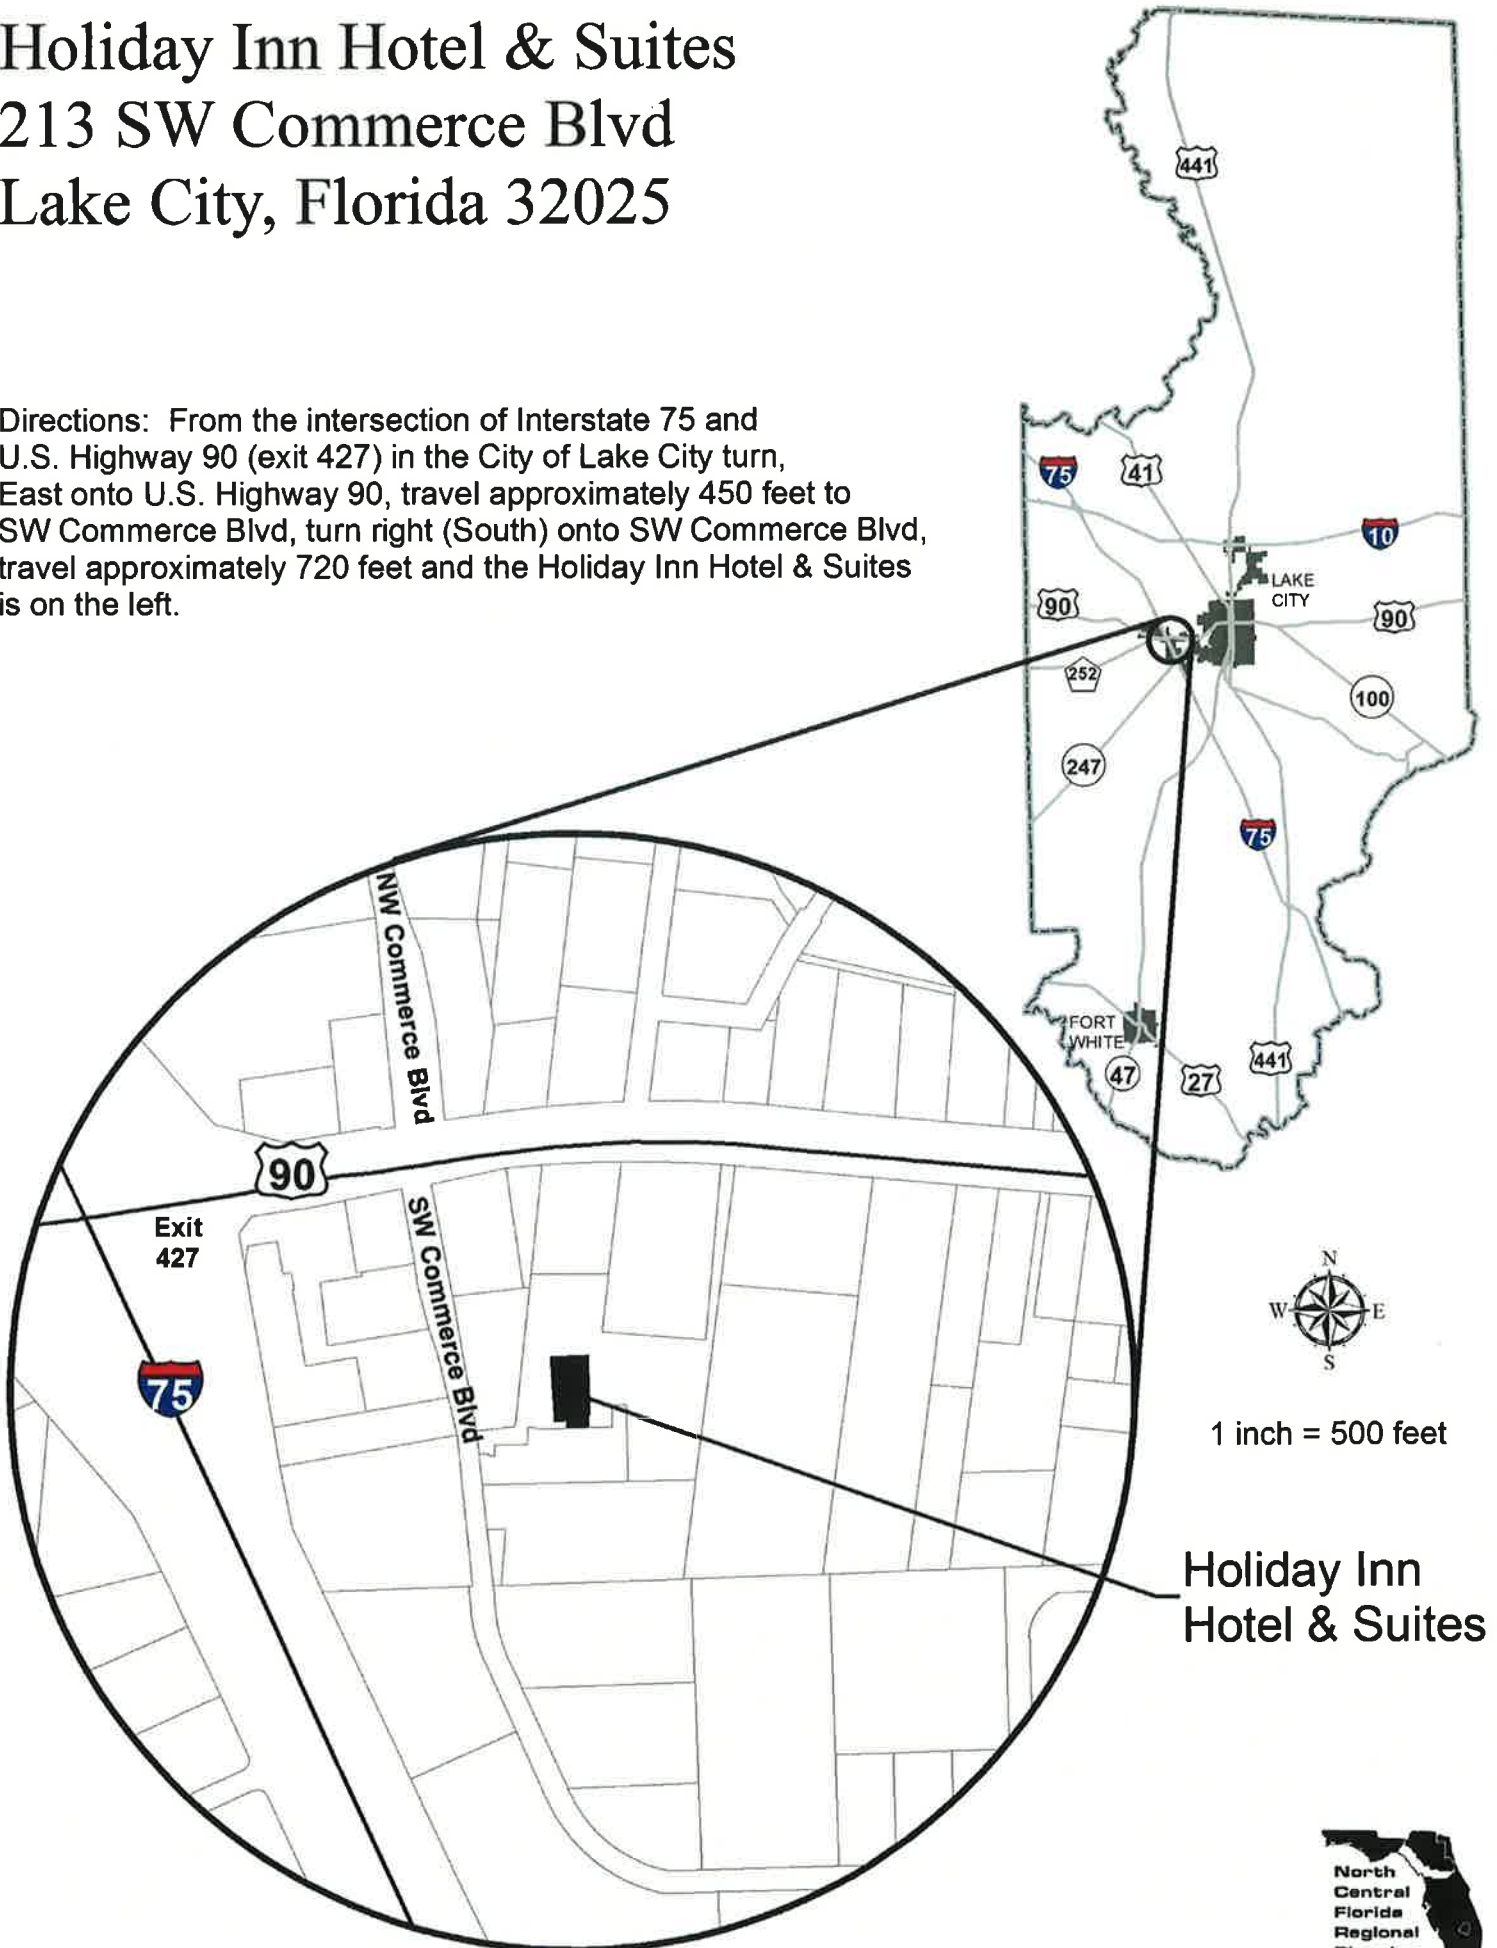 Holiday Inn Hotel & Suites
213 SW Commerce Blvd
Lake City, Florida 32025
Directions: From the intersection of Interstate 75 and
U.S. Highway 90 (exit 427) in the City of Lake City turn,
East onto U.S. Highway 90, travel approximately 450 feet to
SW Commerce Blvd, turn right (South) onto SW Commerce Blvd,
travel approximately 720 feet and the Holiday Inn Hotel & Suites
is on the left.
441
75
41
10
LAKE
CITY
90
90
252
100
247
75
FORT
WHITE
47
27
441
NW Commerce Blvd
90
Exit
427
SW Commerce Blvd
75
N
W E
S
1 inch = 500 feet
Holiday Inn
Hotel & Suites
North
Central
Florida
Regional